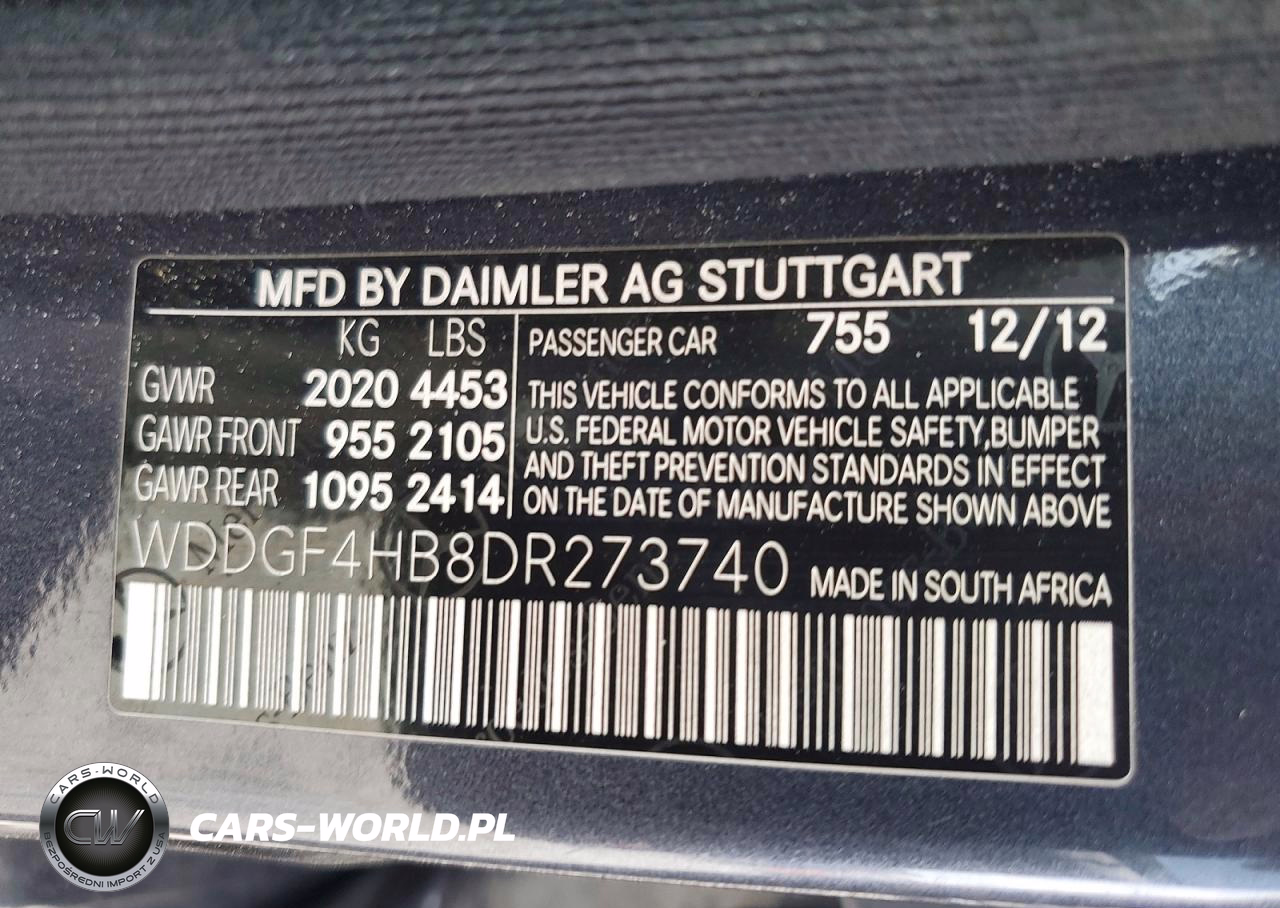 MFD BY DAIMLER AG STUTTGART
KG LBS
GVWR 2020 4453
GAWR FRONT 955 2105
GAWR REAR 1095 2414
PASSENGER CAR 755 12/12
THIS VEHICLE CONFORMS TO ALL APPLICABLE
U.S. FEDERAL MOTOR VEHICLE SAFETY,BUMPER
AND THEFT PREVENTION STANDARDS IN EFFECT
ON THE DATE OF MANUFACTURE SHOWN ABOVE
WDDGF4HB8DR273740 MADE IN SOUTH AFRICA
CARS-WORLD
CW
BEZPOŚREDNI IMPORT Z USA
CARS-WORLD.PL